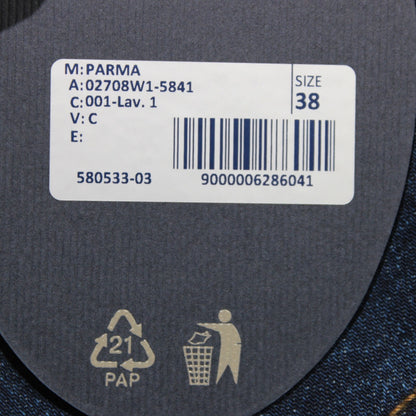 M: PARMA
A: 02708W1-5841
C: 001-Lav. 1
V: C
E:
SIZE
38
580533-03
9000006286041
21
PAP